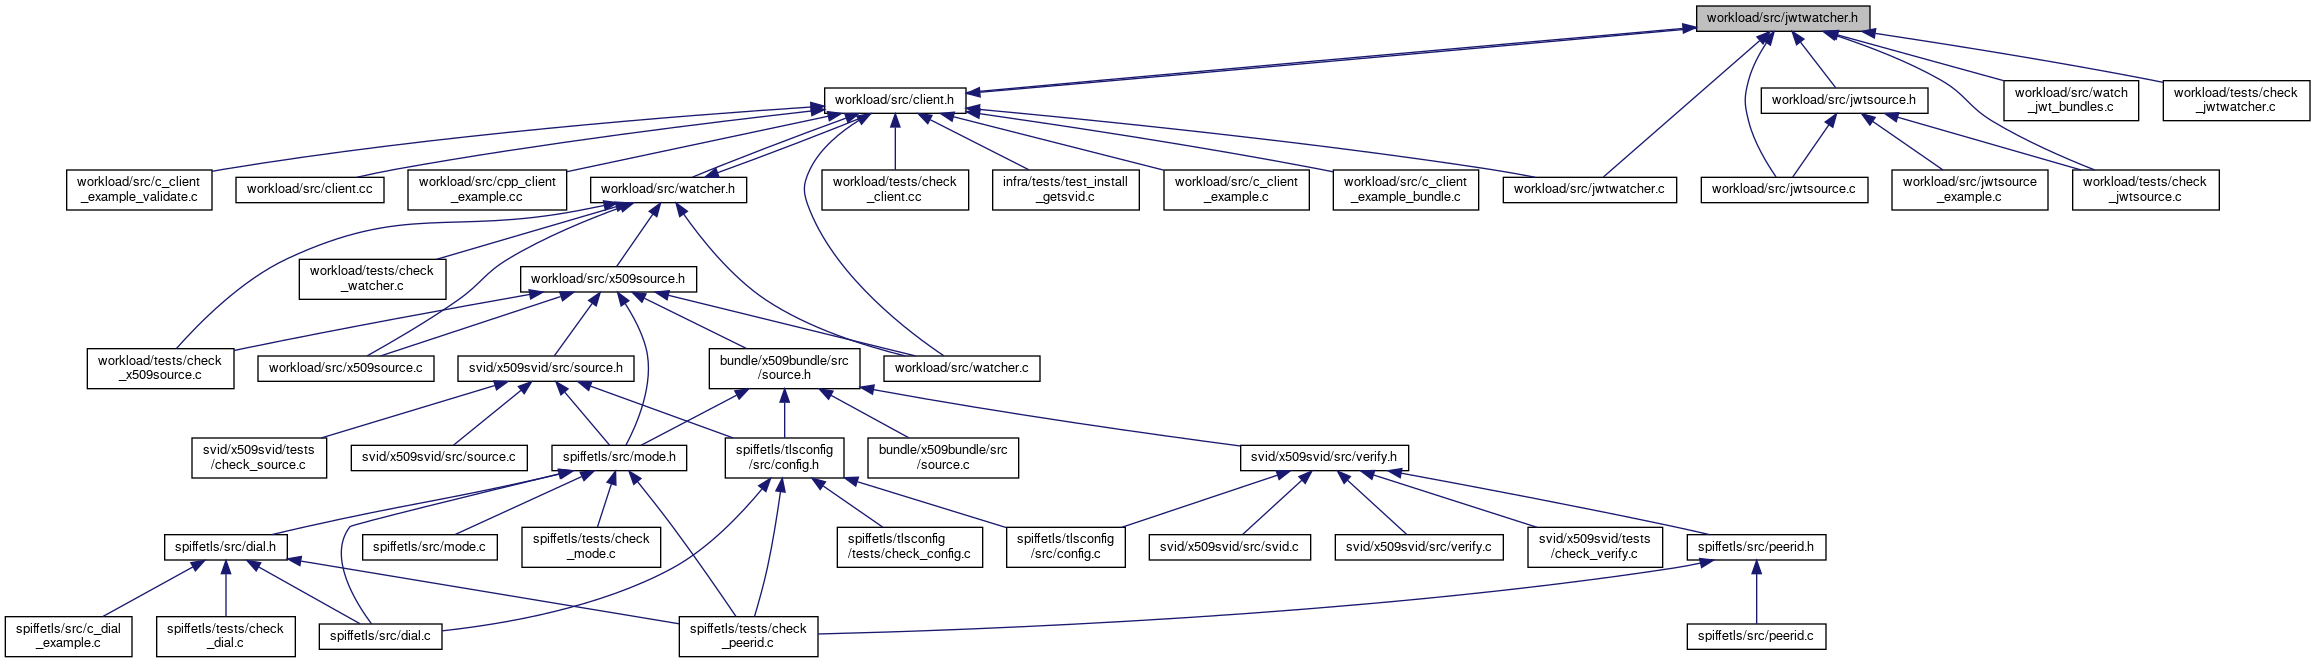 workload/src/jwtwatcher.h
workload/src/client.h
workload/src/jwtsource.h
workload/src/watch
_jwt_bundles.c
workload/tests/check
_jwtwatcher.c
workload/src/c_client
_example_validate.c
workload/src/client.cc
workload/src/cpp_client
_example.cc
workload/src/watcher.h
workload/tests/check
_client.cc
infra/tests/test_install
_getsvid.c
workload/src/c_client
_example.c
workload/src/c_client
_example_bundle.c
workload/src/jwtwatcher.c
workload/src/jwtsource.c
workload/src/jwtsource
_example.c
workload/tests/check
_jwtsource.c
workload/tests/check
_watcher.c
workload/src/x509source.h
workload/tests/check
_x509source.c
workload/src/x509source.c
svid/x509svid/src/source.h
bundle/x509bundle/src
/source.h
workload/src/watcher.c
svid/x509svid/tests
/check_source.c
svid/x509svid/src/source.c
spiffetls/src/mode.h
spiffetls/tlsconfig
/src/config.h
bundle/x509bundle/src
/source.c
svid/x509svid/src/verify.h
spiffetls/src/dial.h
spiffetls/src/mode.c
spiffetls/tests/check
_mode.c
spiffetls/tlsconfig
/tests/check_config.c
spiffetls/tlsconfig
/src/config.c
svid/x509svid/src/svid.c
svid/x509svid/src/verify.c
svid/x509svid/tests
/check_verify.c
spiffetls/src/peerid.h
spiffetls/src/c_dial
_example.c
spiffetls/tests/check
_dial.c
spiffetls/src/dial.c
spiffetls/tests/check
_peerid.c
spiffetls/src/peerid.c